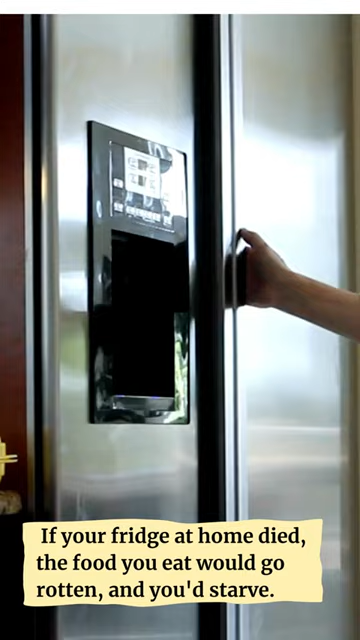 If your fridge at home died,
the food you eat would go
rotten, and you'd starve.